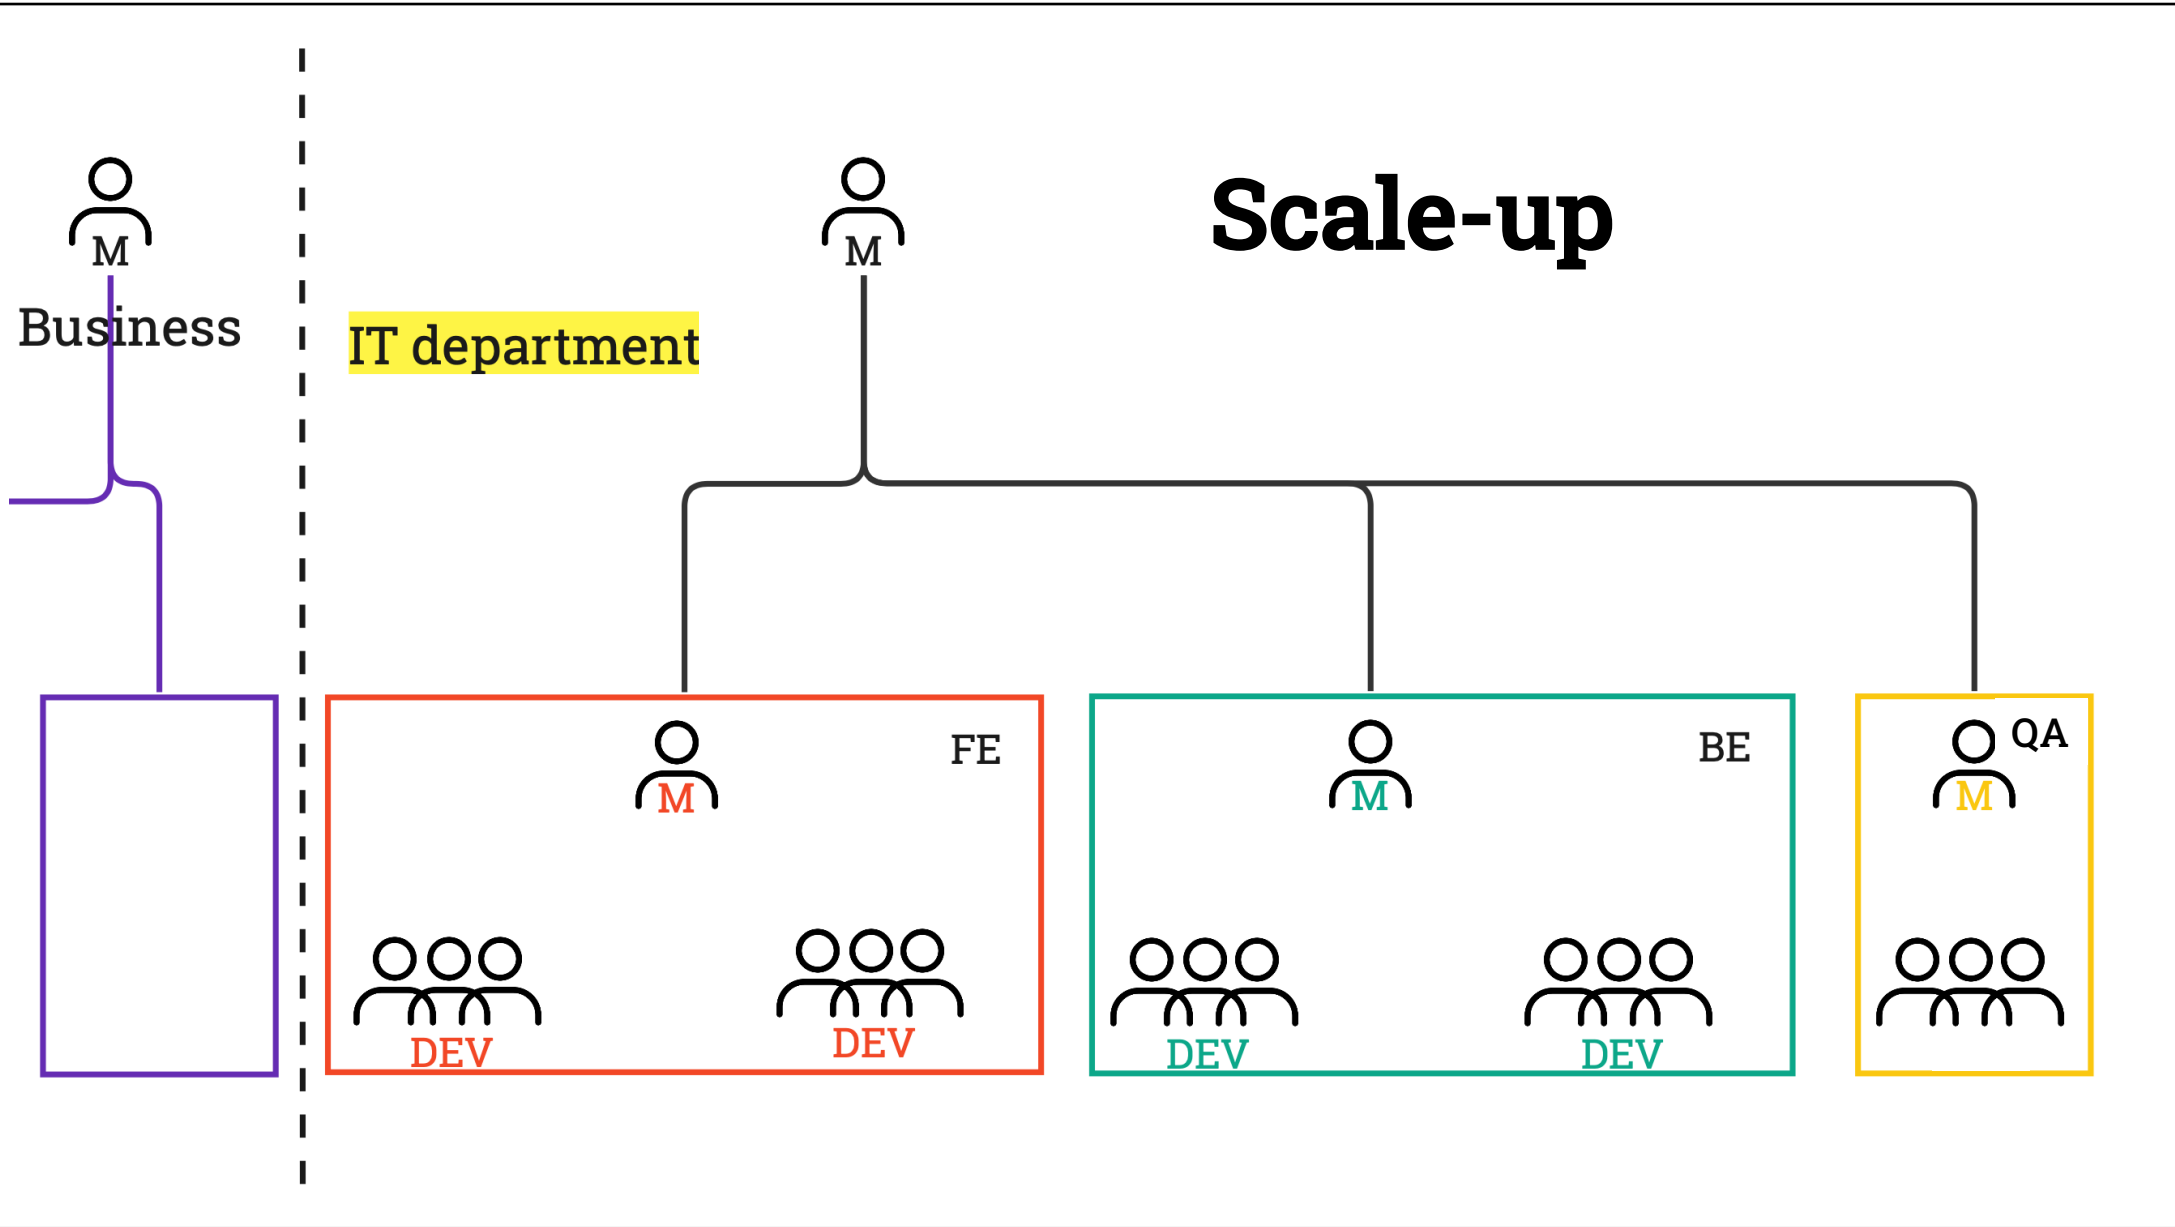 M
M
Scale-up
Business
IT department
FE
M
BE
M
QA
M
DEV
DEV
DEV
DEV